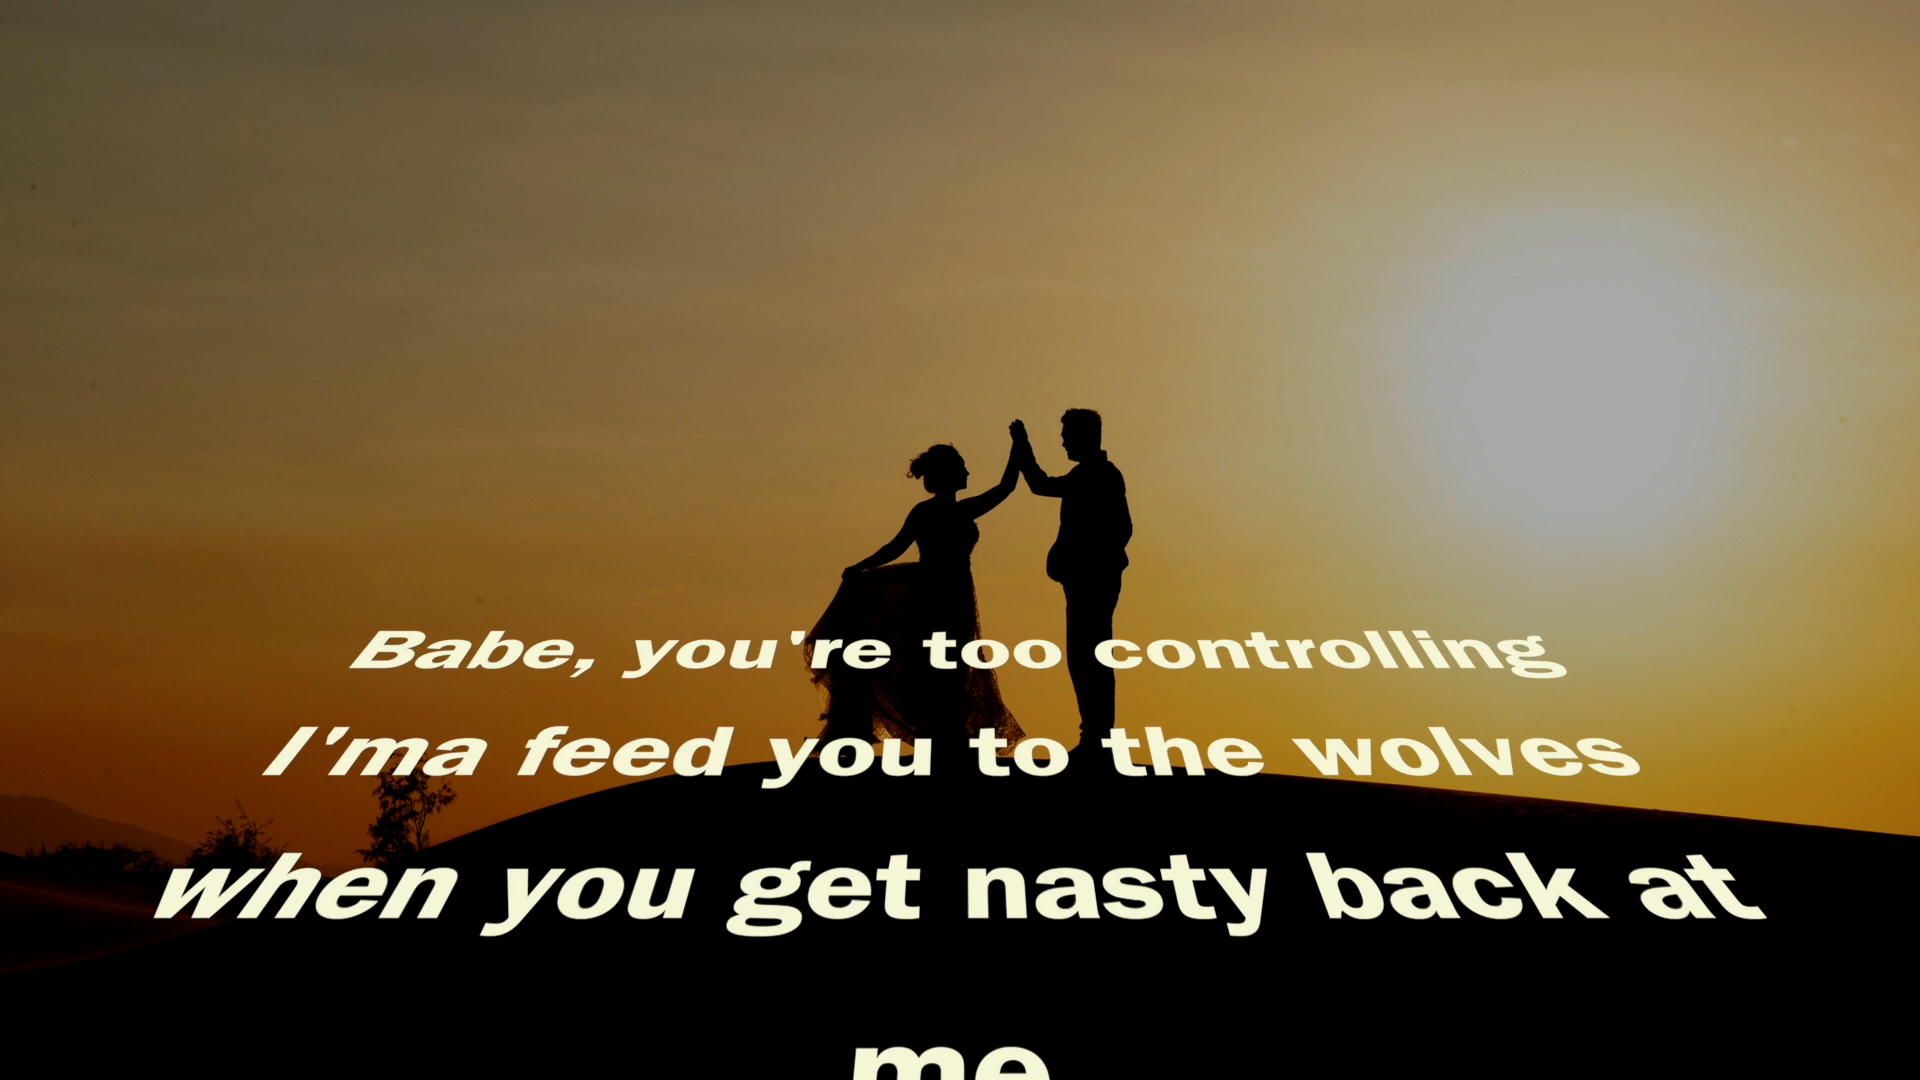 Babe, you're too controlling
I'ma feed you to the wolves
when you get nasty back at
me